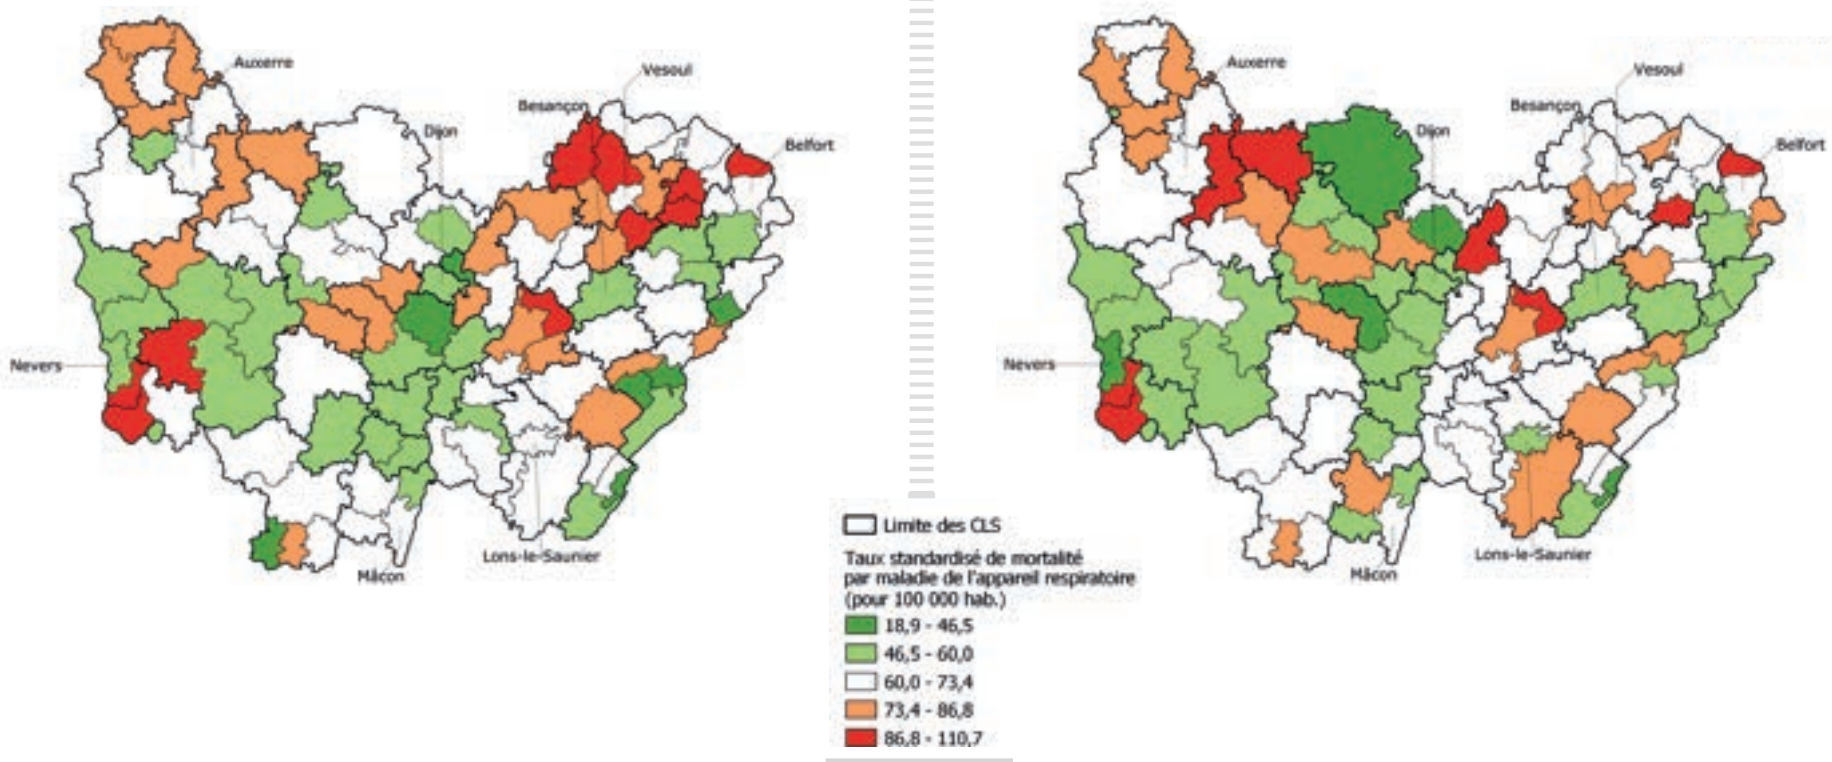 Auxerre
Vesoul
Besançon
Dijon
Belfort
Nevers
Lons-le-Saunier
Mâcon
Auxerre
Vesoul
Besançon
Dijon
Belfort
Nevers
Lons-le-Saunier
Mâcon
Limite des CLS
Taux standardisé de mortalité
par maladie de l'appareil respiratoire
(pour 100 000 hab.)
18,9 - 46,5
46,5 - 60,0
60,0 - 73,4
73,4 - 86,8
86,8 - 110,7